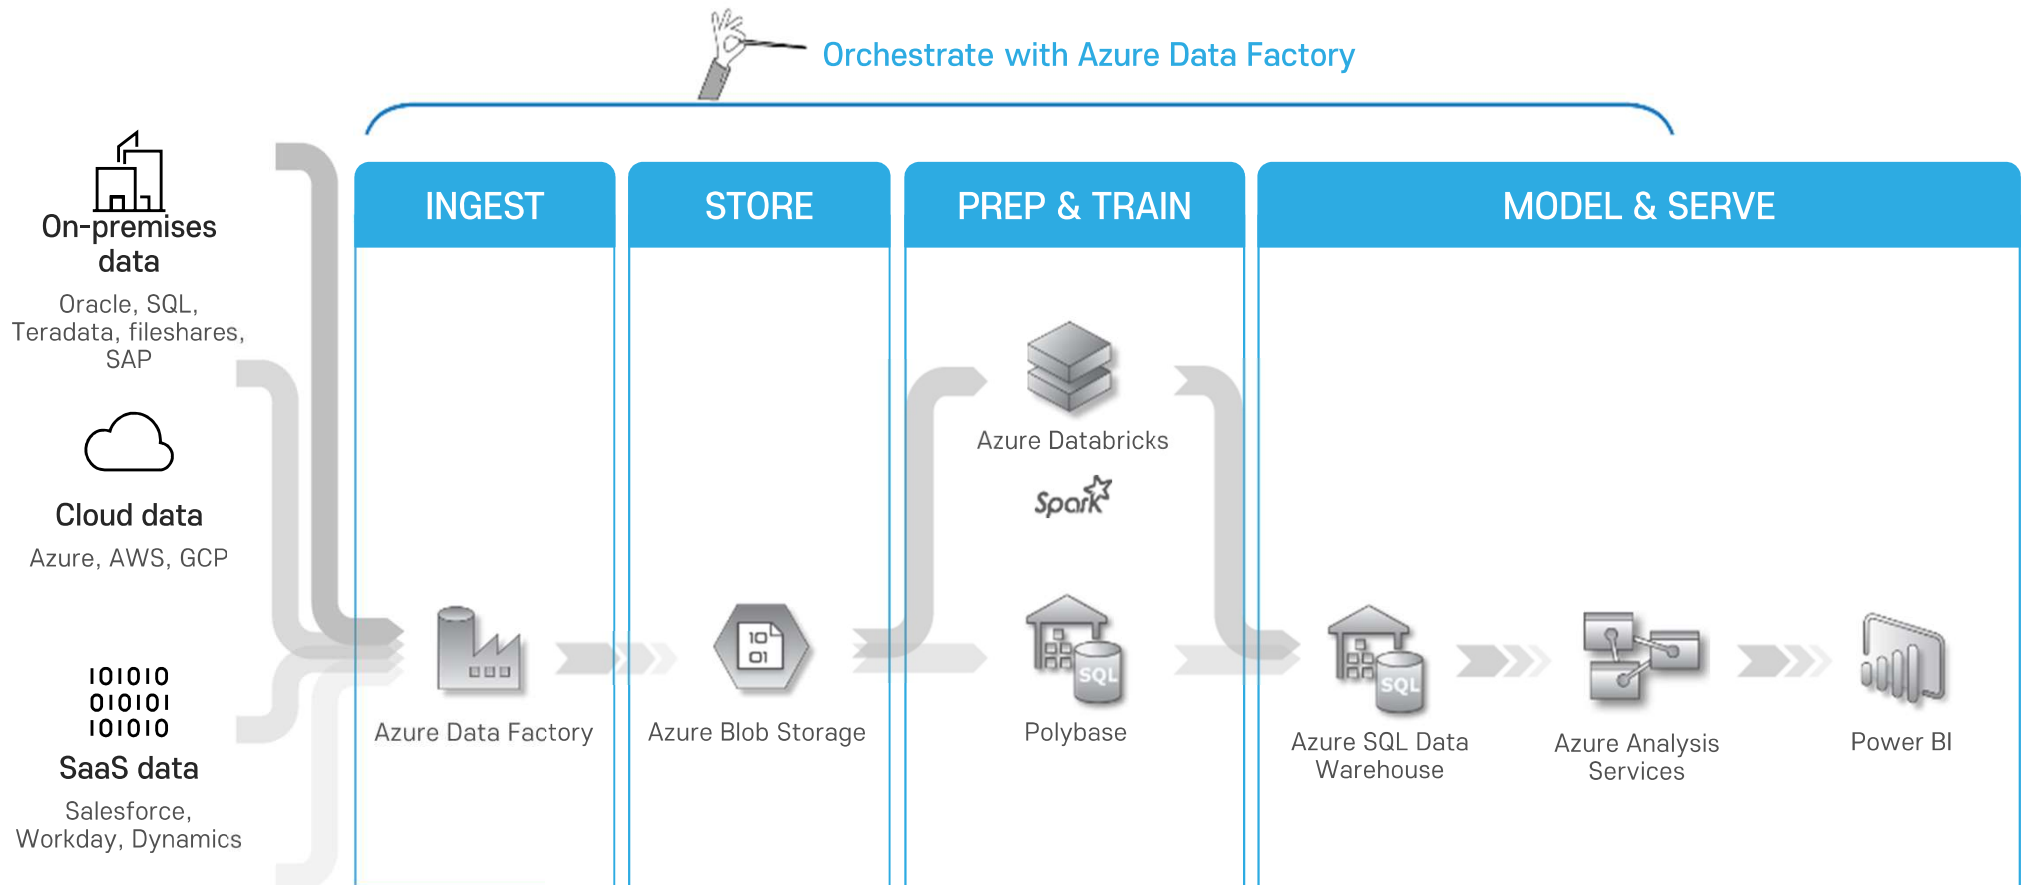 Orchestrate with Azure Data Factory
On-premises
data
Oracle, SQL,
Teradata, fileshares,
SAP
Cloud data
Azure, AWS, GCP
101010
010101
101010
SaaS data
Salesforce,
Workday, Dynamics
INGEST
Azure Data Factory
STORE
10
01
Azure Blob Storage
PREP & TRAIN
Azure Databricks
Spark
SQL
Polybase
MODEL & SERVE
SQL
Azure SQL Data
Warehouse
Azure Analysis
Services
Power BI